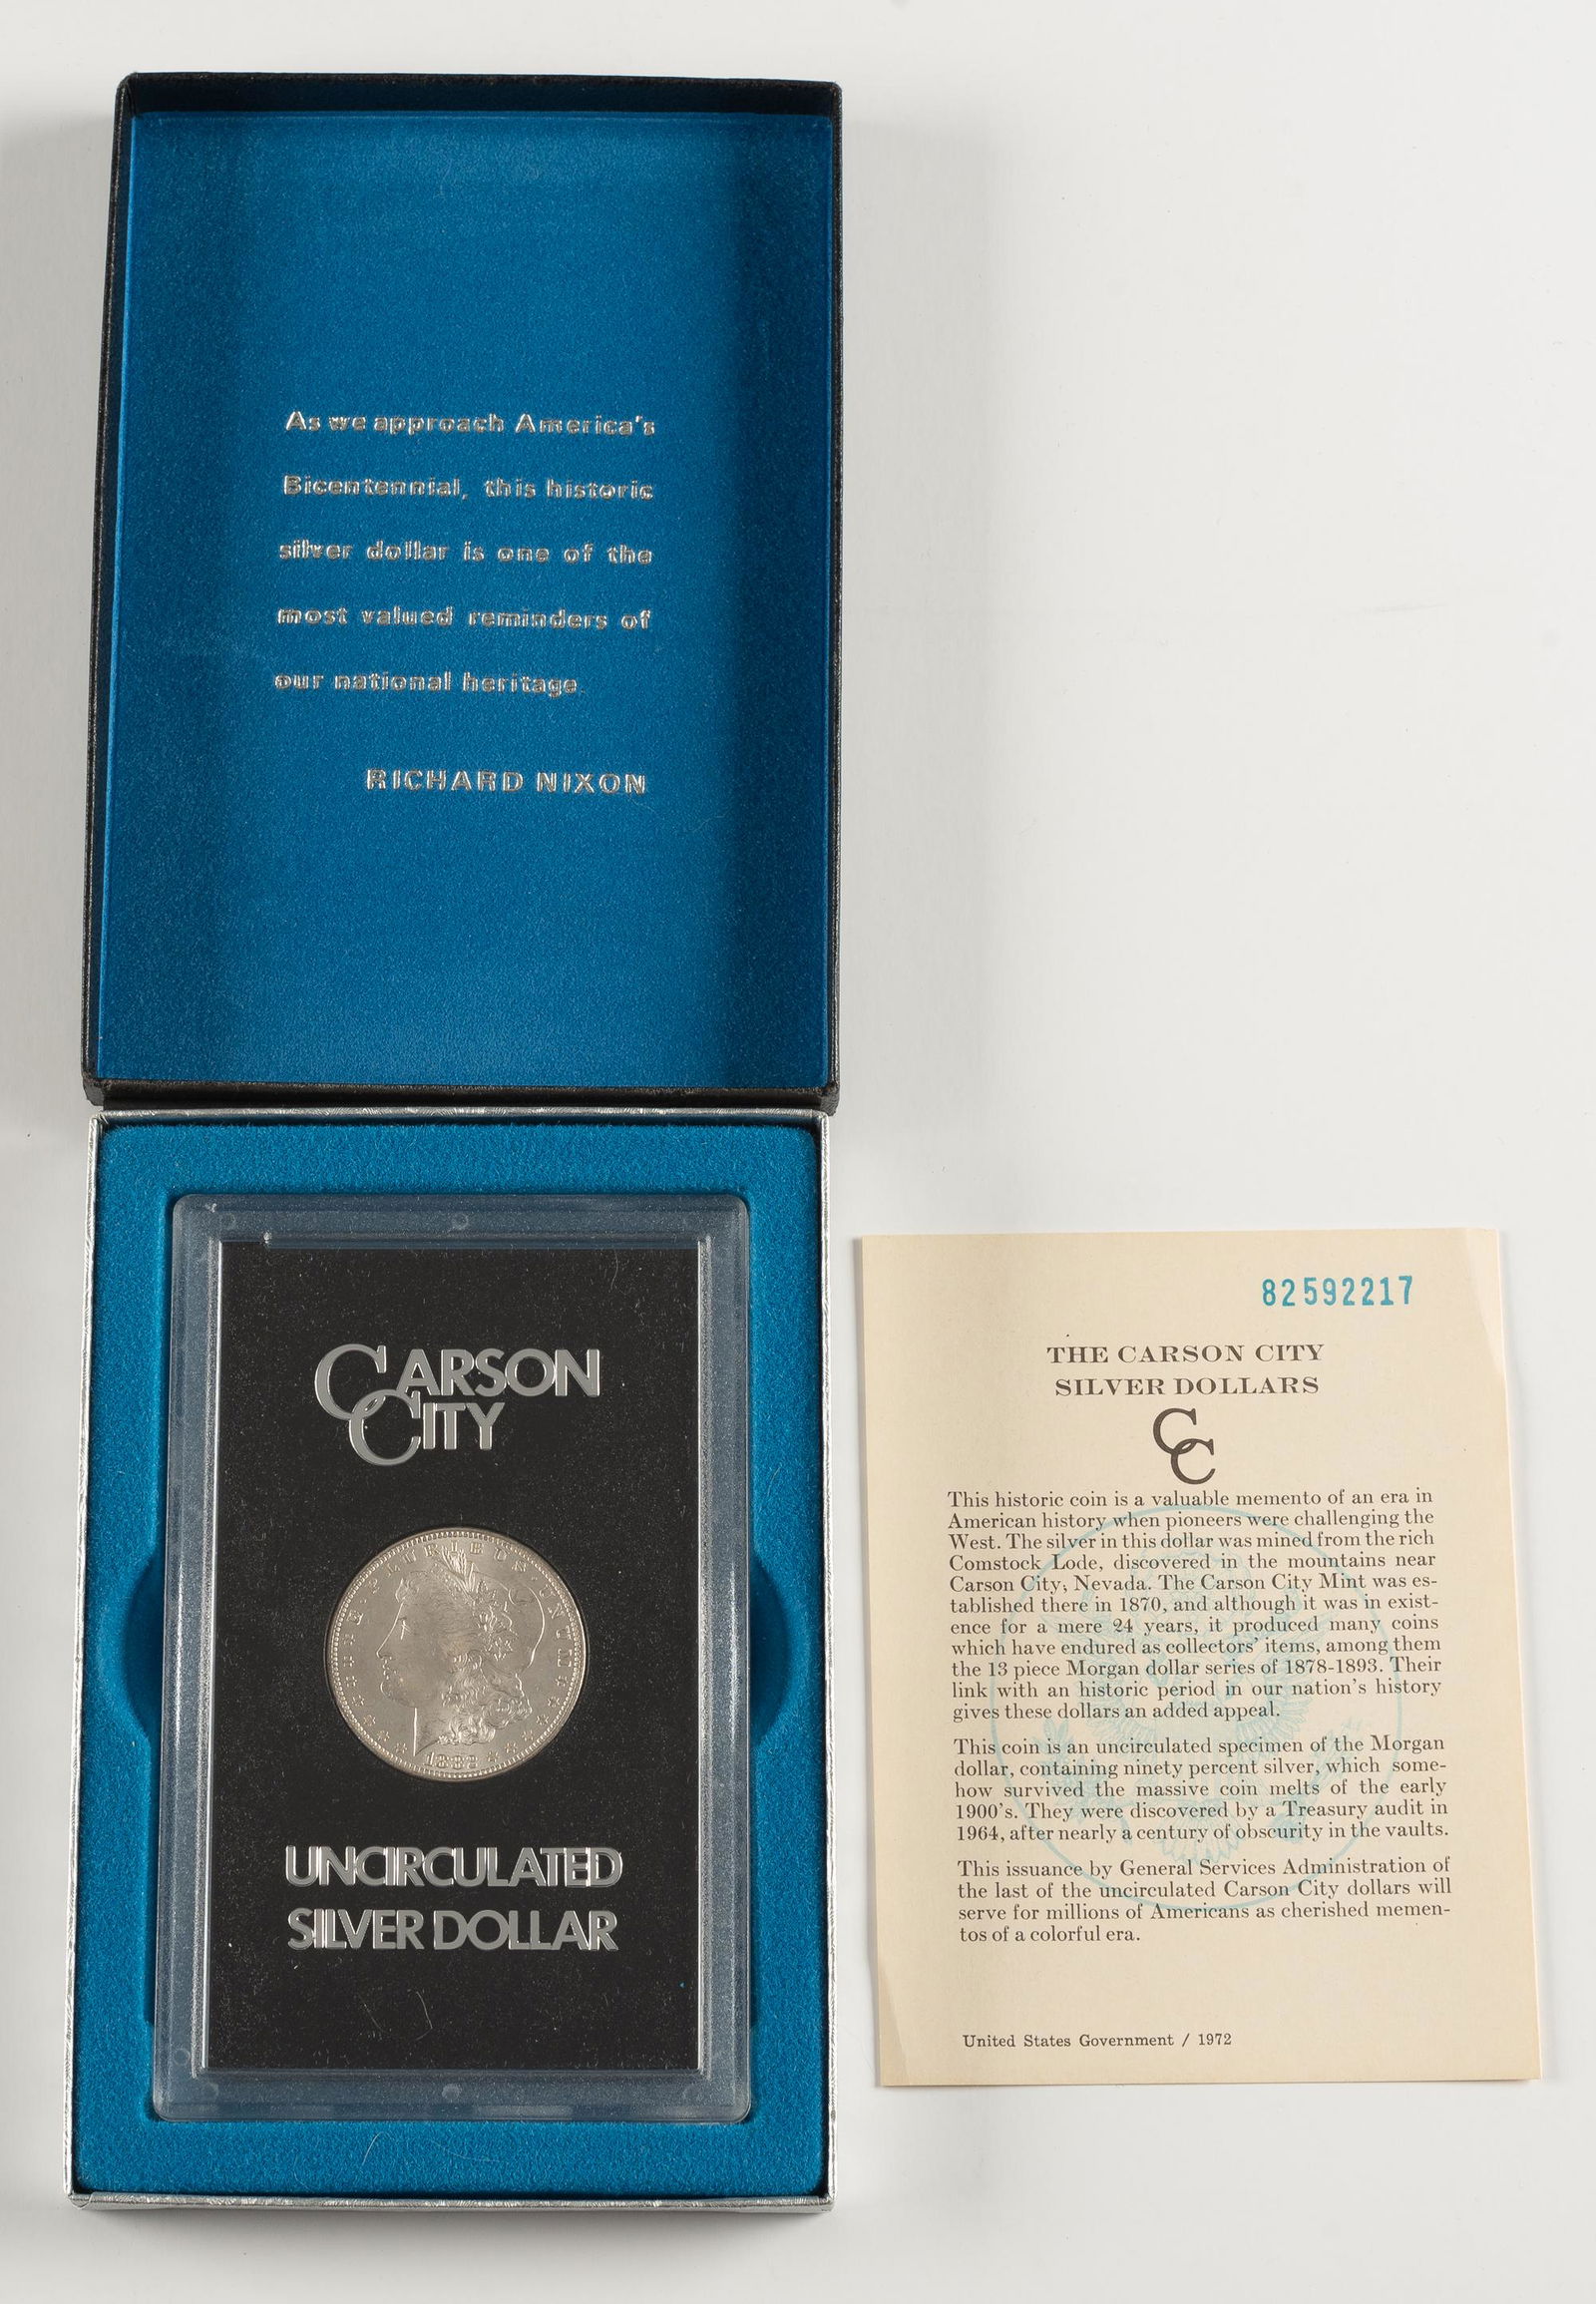 As we approach America's
Bicentennial, this historic
silver dollar is one of the
most valued reminders of
our national heritage
RICHARD NIXON
CARSON
CITY
E PLURIBUS UNUM
UNCIRCULATED
SILVER DOLLAR
82592217
THE CARSON CITY
SILVER DOLLARS
CC
This historic coin is a valuable memento of an era in
American history when pioneers were challenging the
West. The silver in this dollar was mined from the rich
Comstock Lode, discovered in the mountains near
Carson City, Nevada. The Carson City Mint was es-
tablished there in 1870, and although it was in exist-
ence for a mere 24 years, it produced many coins
which have endured as collectors' items, among them
the 13 piece Morgan dollar series of 1878-1893. Their
link with an historic period in our nation's history
gives these dollars an added appeal.
This coin is an uncirculated specimen of the Morgan
dollar, containing ninety percent silver, which some-
how survived the massive coin melts of the early
1900's. They were discovered by a Treasury audit in
1964, after nearly a century of obscurity in the vaults.
This issuance by General Services Administration of
the last of the uncirculated Carson City dollars will
serve for millions of Americans as cherished memen-
tos of a colorful era.
United States Government / 1972